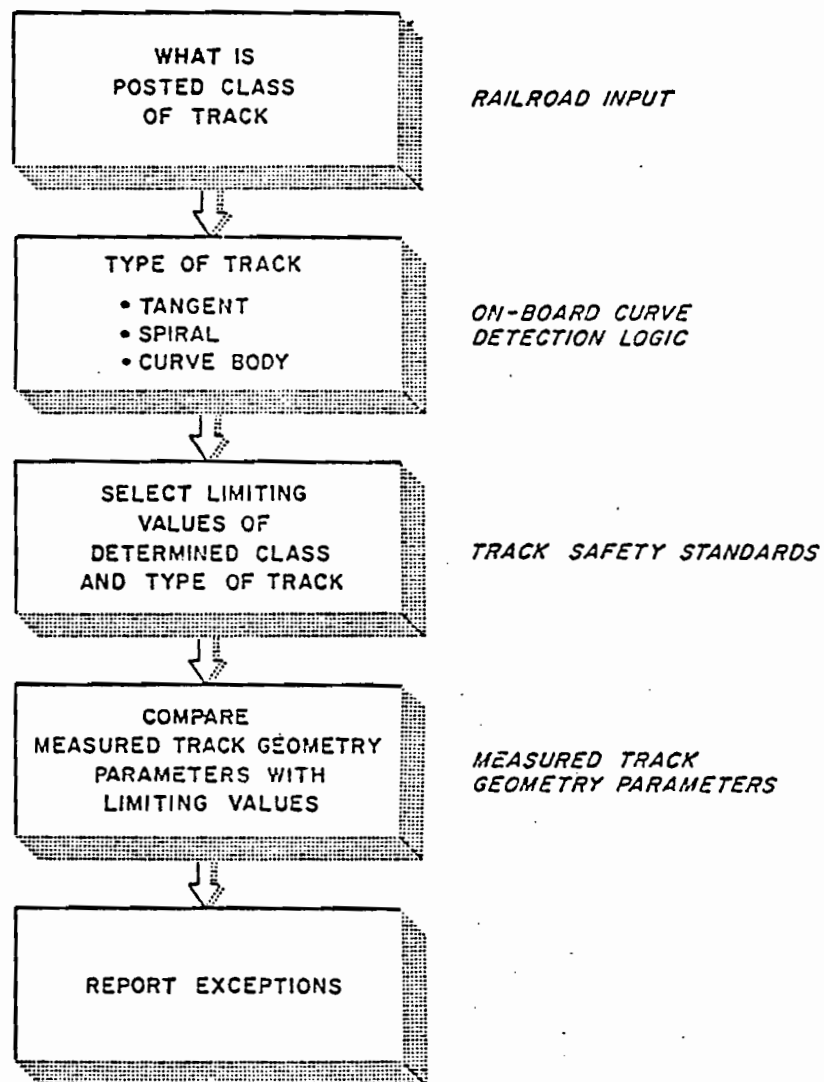 WHAT IS
POSTED CLASS
OF TRACK
RAILROAD INPUT
TYPE OF TRACK
• TANGENT
• SPIRAL
• CURVE BODY
ON-BOARD CURVE
DETECTION LOGIC
SELECT LIMITING
VALUES OF
DETERMINED CLASS
AND TYPE OF TRACK
TRACK SAFETY STANDARDS
COMPARE
MEASURED TRACK GEOMETRY
PARAMETERS WITH
LIMITING VALUES
MEASURED TRACK
GEOMETRY PARAMETERS
REPORT EXCEPTIONS